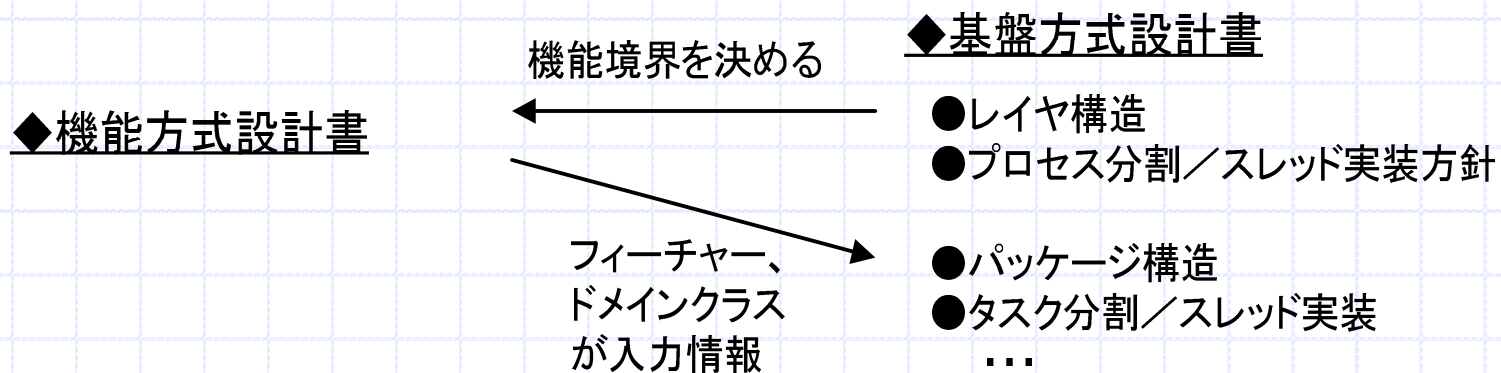 ◆基盤方式設計書
機能境界を決める
◆機能方式設計書
●レイヤ構造
●プロセス分割／スレッド実装方針
フィーチャー、
ドメインクラス
が入力情報
●パッケージ構造
●タスク分割／スレッド実装
・・・